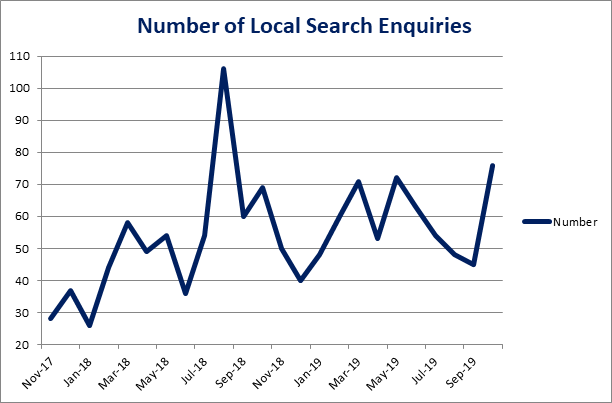 Number of Local Search Enquiries
110
100
90
80
70
60
50
40
30
20
Number
Nov-17
Jan-18
Mar-18
May-18
Jul-18
Sep-18
Nov-18
Jan-19
Mar-19
May-19
Jul-19
Sep-19